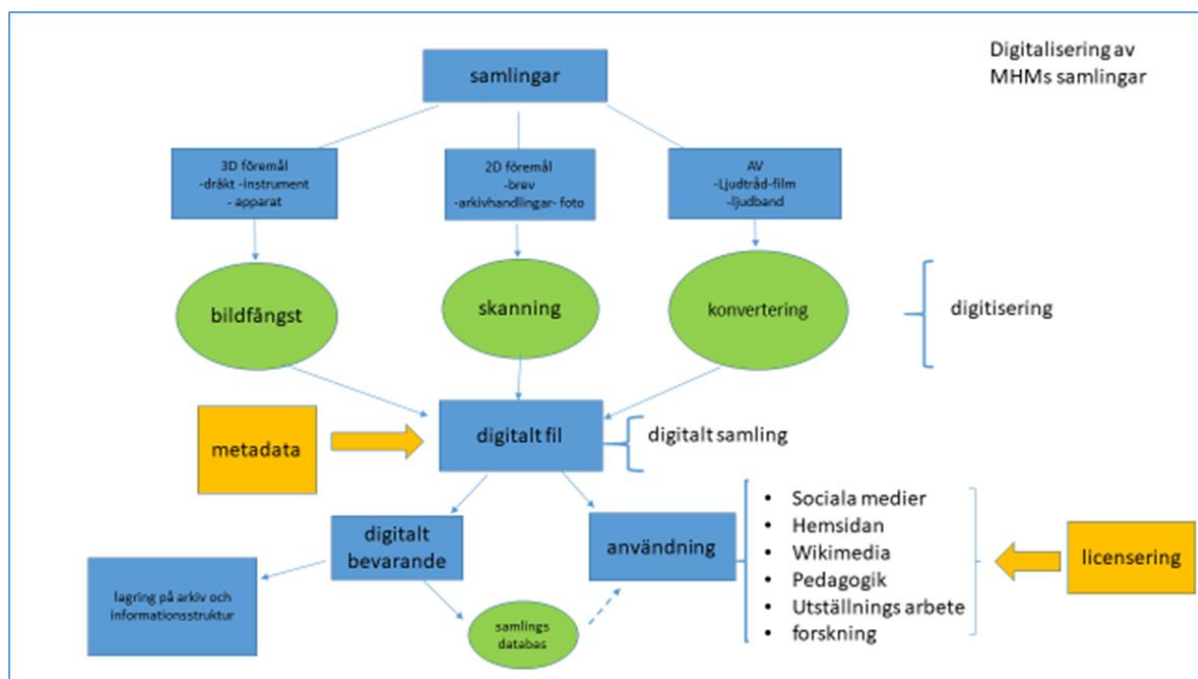 Digitalisering av
MHMs samlingar
samlingar
3D föremål
-dräkt -instrument
- apparat
2D föremål
-brev
-arkivhandlingar- foto
AV
-Ljudtråd-film
-ljudband
bildfångst
skanning
konvertering
digitisering
metadata
digitalt fil
digitalt samling
digitalt
bevarande
användning
• Sociala medier
• Hemsidan
• Wikimedia
• Pedagogik
• Utställnings arbete
• forskning
licensering
lagring på arkiv och
informationsstruktur
samlings
databas